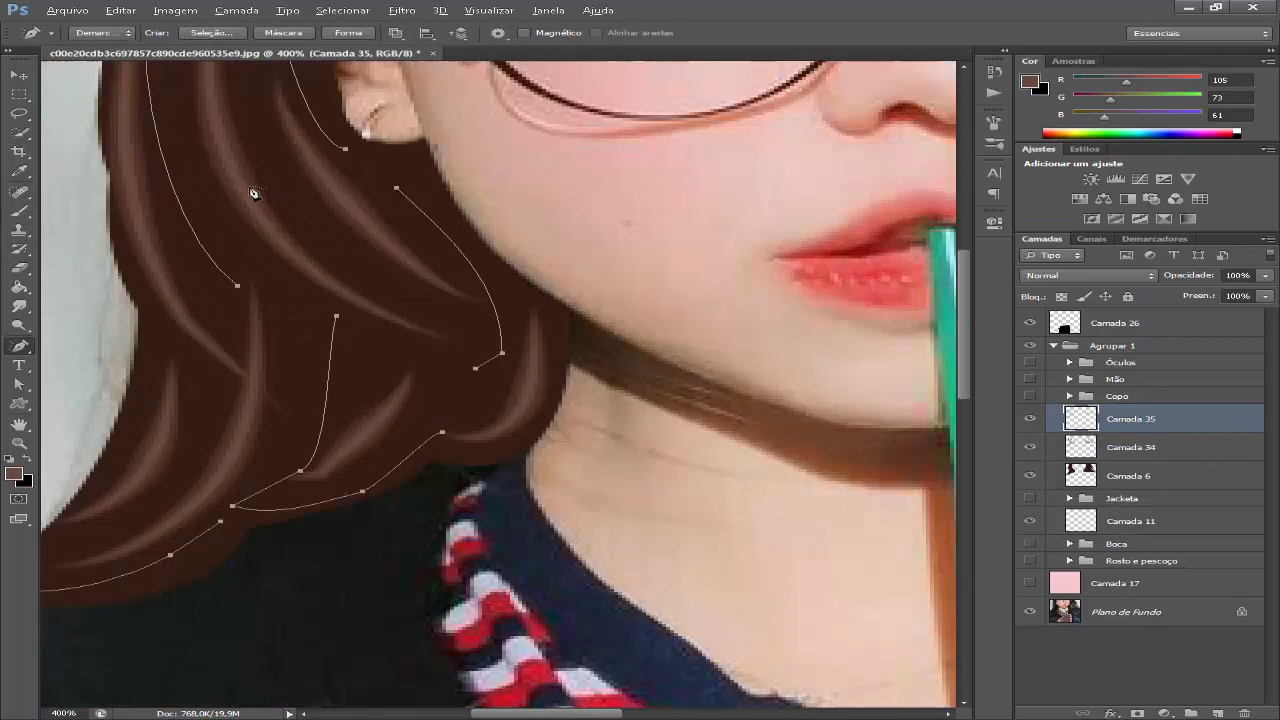 Ps Arquivo Editar Imagem Camada Tipo Selecionar Filtro 3D Visualizar Janela Ajuda
Demarc... Criar: Seleção... Máscara Forma Magnético Alinhar arestas Essenciais
c00e20cdb3c697857c890cde960535e9.jpg @ 400% (Camada 35, RGB/8) * ×
Cor Amostras
R 105
G 73
B 61
Ajustes Estilos
Adicionar um ajuste
Camadas Canais Demarcadores
Tipo
Normal Opacidade: 100%
Bloq.: Preen.: 100%
Camada 26
Agrupar 1
Óculos
Mão
Copo
Camada 35
Camada 34
Camada 6
Jacketa
Camada 11
Boca
Rosto e pescoço
Camada 17
Plano de Fundo
400% Doc: 768,0K/19,9M